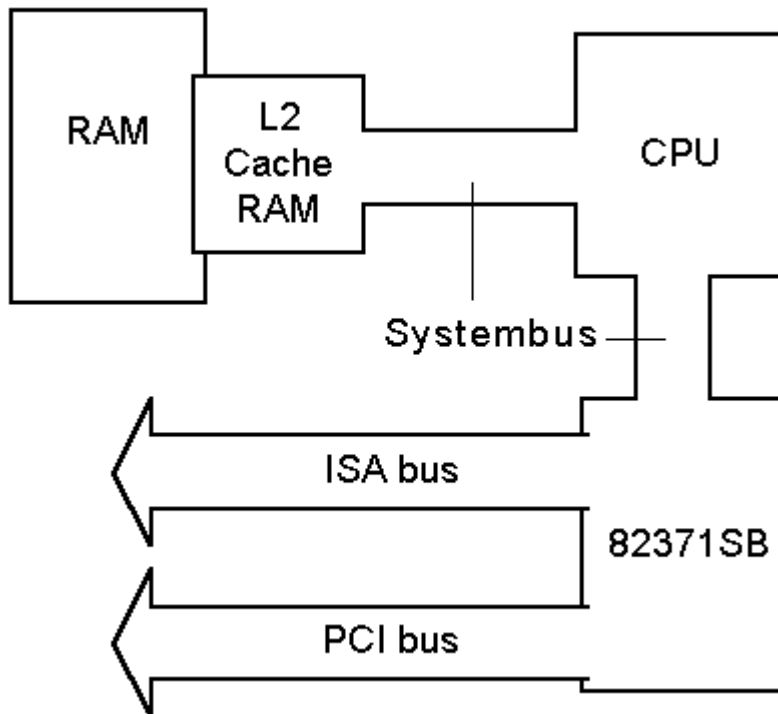 RAM
L2
Cache
RAM
CPU
Systembus
ISA bus
82371SB
PCI bus